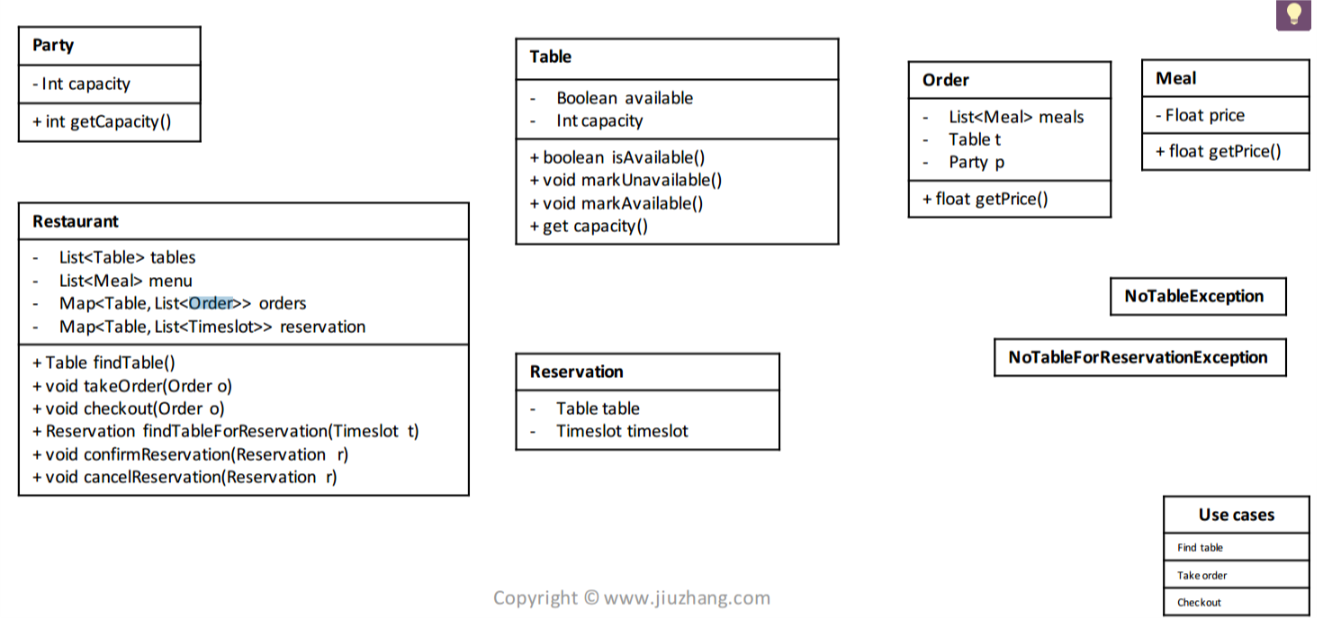 Party
- Int capacity
+ int getCapacity()
Restaurant
- List<Table> tables
- List<Meal> menu
- Map<Table, List<Order>> orders
- Map<Table, List<Timeslot>> reservation
+ Table findTable()
+ void takeOrder(Order o)
+ void checkout(Order o)
+ Reservation findTableForReservation(Timeslot t)
+ void confirmReservation(Reservation r)
+ void cancelReservation(Reservation r)
Table
- Boolean available
- Int capacity
+ boolean isAvailable()
+ void markUnavailable()
+ void markAvailable()
+ get capacity()
Reservation
- Table table
- Timeslot timeslot
Order
- List<Meal> meals
- Table t
- Party p
+ float getPrice()
Meal
- Float price
+ float getPrice()
NoTableException
NoTableForReservationException
Use cases
Find table
Take order
Checkout
Copyright © www.jiuzhang.com